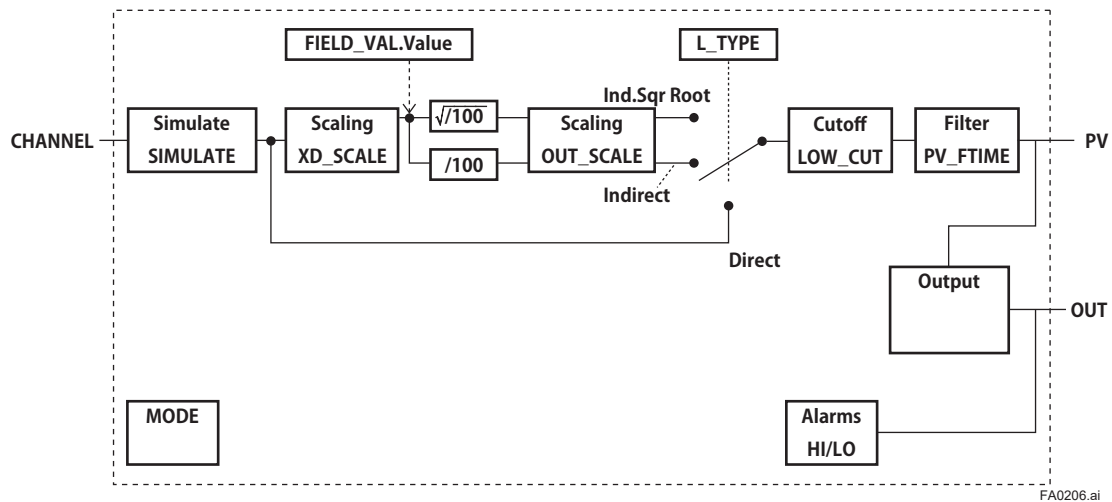 FIELD_VAL.Value
L_TYPE
Ind.Sqr Root
CHANNEL
Simulate
SIMULATE
Scaling
XD_SCALE
√/100
/100
Scaling
OUT_SCALE
Indirect
Direct
Cutoff
LOW_CUT
Filter
PV_FTIME
PV
Output
OUT
MODE
Alarms
HI/LO
FA0206.ai